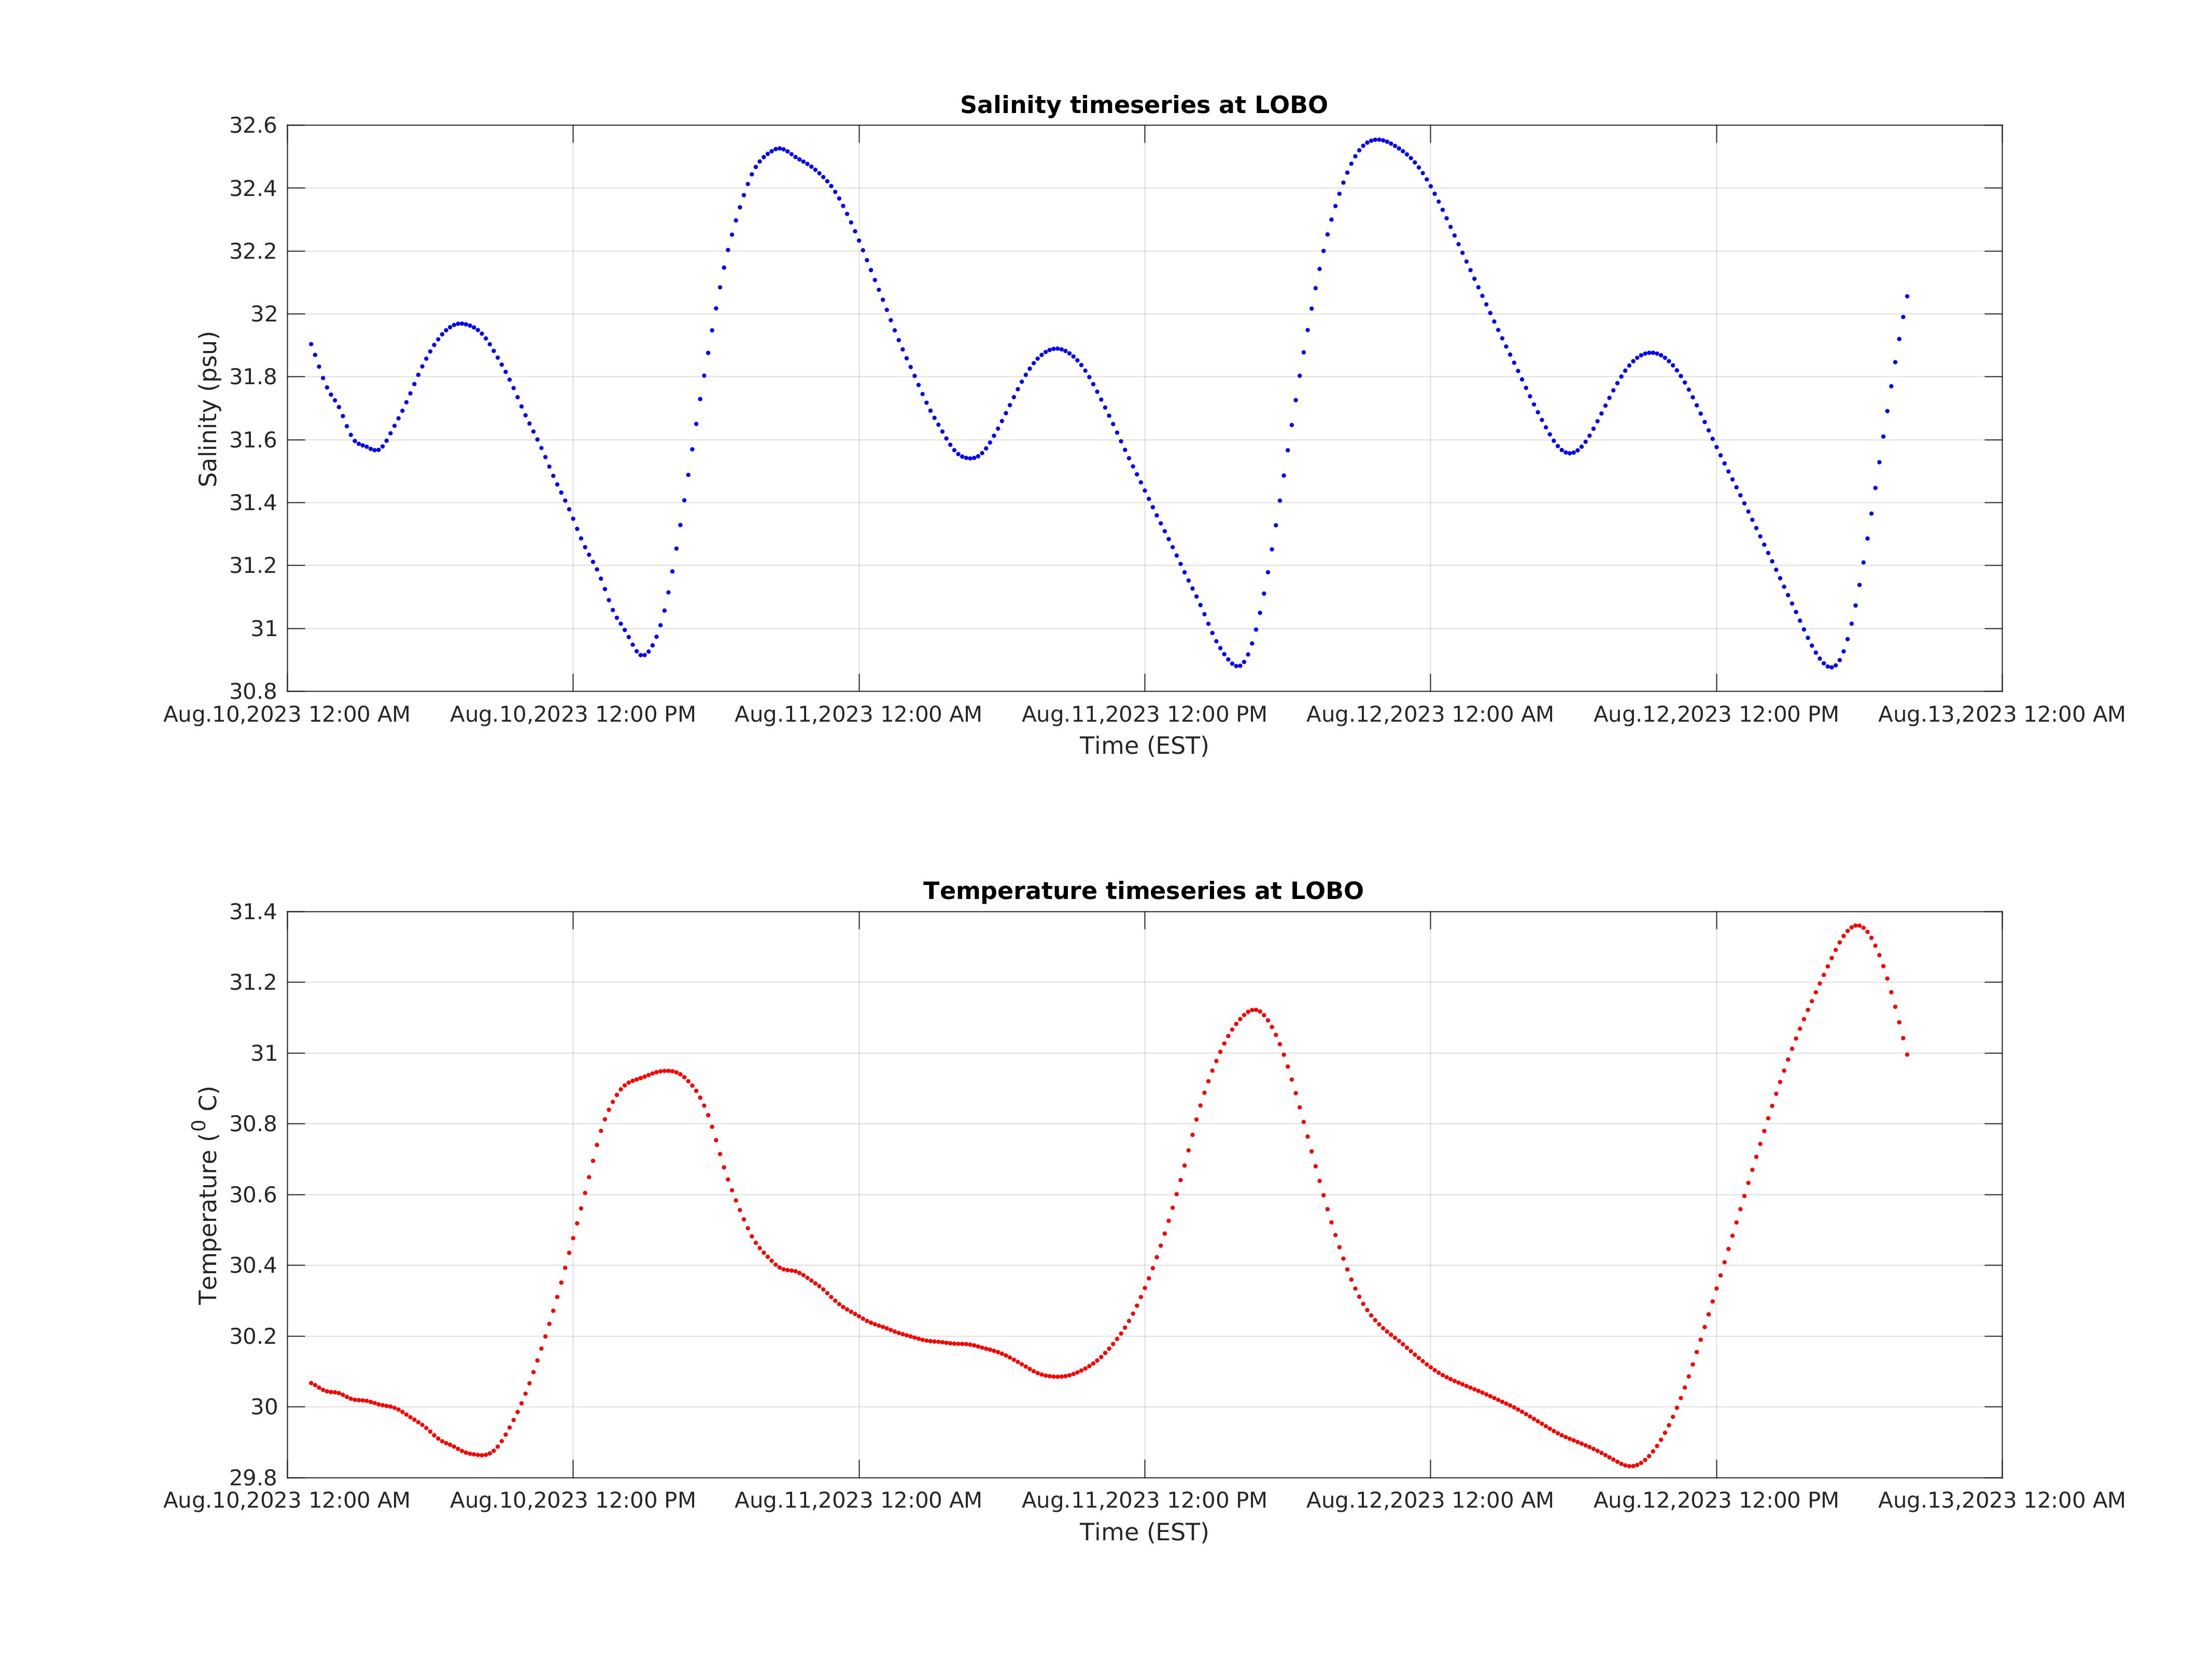 Salinity timeseries at LOBO
32.6
32.4
32.2
32
31.8
31.6
31.4
31.2
31
30.8
Salinity (psu)
Aug.10,2023 12:00 AM Aug.10,2023 12:00 PM Aug.11,2023 12:00 AM Aug.11,2023 12:00 PM Aug.12,2023 12:00 AM Aug.12,2023 12:00 PM Aug.13,2023 12:00 AM
Time (EST)
Temperature timeseries at LOBO
31.4
31.2
31
30.8
30.6
30.4
30.2
30
29.8
Temperature (⁰ C)
Aug.10,2023 12:00 AM Aug.10,2023 12:00 PM Aug.11,2023 12:00 AM Aug.11,2023 12:00 PM Aug.12,2023 12:00 AM Aug.12,2023 12:00 PM Aug.13,2023 12:00 AM
Time (EST)